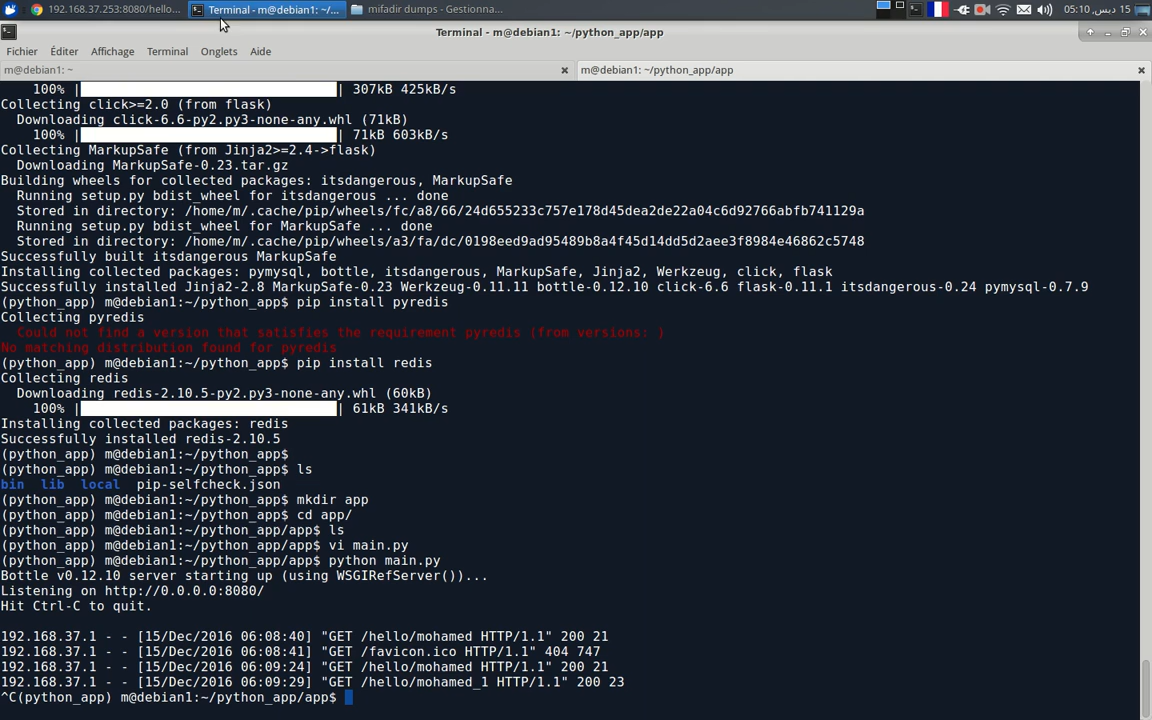 192.168.37.253:8080/hello... Terminal - m@debian1: ~/... mifadir dumps - Gestionna... 15 ديس, 05:10
Terminal - m@debian1: ~/python_app/app
Fichier Éditer Affichage Terminal Onglets Aide
m@debian1: ~ m@debian1: ~/python_app/app
100% | | 307kB 425kB/s
Collecting click>=2.0 (from flask)
Downloading click-6.6-py2.py3-none-any.whl (71kB)
100% | | 71kB 603kB/s
Collecting MarkupSafe (from Jinja2>=2.4->flask)
Downloading MarkupSafe-0.23.tar.gz
Building wheels for collected packages: itsdangerous, MarkupSafe
Running setup.py bdist_wheel for itsdangerous ... done
Stored in directory: /home/m/.cache/pip/wheels/fc/a8/66/24d655233c757e178d45dea2de22a04c6d92766abfb741129a
Running setup.py bdist_wheel for MarkupSafe ... done
Stored in directory: /home/m/.cache/pip/wheels/a3/fa/dc/0198eed9ad95489b8a4f45d14dd5d2aee3f8984e46862c5748
Successfully built itsdangerous MarkupSafe
Installing collected packages: pymysql, bottle, itsdangerous, MarkupSafe, Jinja2, Werkzeug, click, flask
Successfully installed Jinja2-2.8 MarkupSafe-0.23 Werkzeug-0.11.11 bottle-0.12.10 click-6.6 flask-0.11.1 itsdangerous-0.24 pymysql-0.7.9
(python_app) m@debian1:~/python_app$ pip install pyredis
Collecting pyredis
Could not find a version that satisfies the requirement pyredis (from versions: )
No matching distribution found for pyredis
(python_app) m@debian1:~/python_app$ pip install redis
Collecting redis
Downloading redis-2.10.5-py2.py3-none-any.whl (60kB)
100% | | 61kB 341kB/s
Installing collected packages: redis
Successfully installed redis-2.10.5
(python_app) m@debian1:~/python_app$
(python_app) m@debian1:~/python_app$ ls
bin lib local pip-selfcheck.json
(python_app) m@debian1:~/python_app$ mkdir app
(python_app) m@debian1:~/python_app$ cd app/
(python_app) m@debian1:~/python_app/app$ ls
(python_app) m@debian1:~/python_app/app$ vi main.py
(python_app) m@debian1:~/python_app/app$ python main.py
Bottle v0.12.10 server starting up (using WSGIRefServer())...
Listening on http://0.0.0.0:8080/
Hit Ctrl-C to quit.
192.168.37.1 - - [15/Dec/2016 06:08:40] "GET /hello/mohamed HTTP/1.1" 200 21
192.168.37.1 - - [15/Dec/2016 06:08:41] "GET /favicon.ico HTTP/1.1" 404 747
192.168.37.1 - - [15/Dec/2016 06:09:24] "GET /hello/mohamed HTTP/1.1" 200 21
192.168.37.1 - - [15/Dec/2016 06:09:29] "GET /hello/mohamed_1 HTTP/1.1" 200 23
^C(python_app) m@debian1:~/python_app/app$